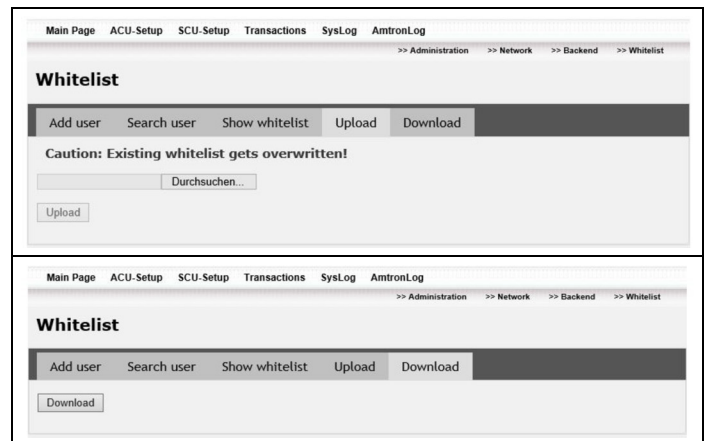 Main Page ACU-Setup SCU-Setup Transactions SysLog AmtronLog
>> Administration >> Network >> Backend >> Whitelist
Whitelist
Add user Search user Show whitelist Upload Download
Caution: Existing whitelist gets overwritten!
Durchsuchen...
Upload
Main Page ACU-Setup SCU-Setup Transactions SysLog AmtronLog
>> Administration >> Network >> Backend >> Whitelist
Whitelist
Add user Search user Show whitelist Upload Download
Download